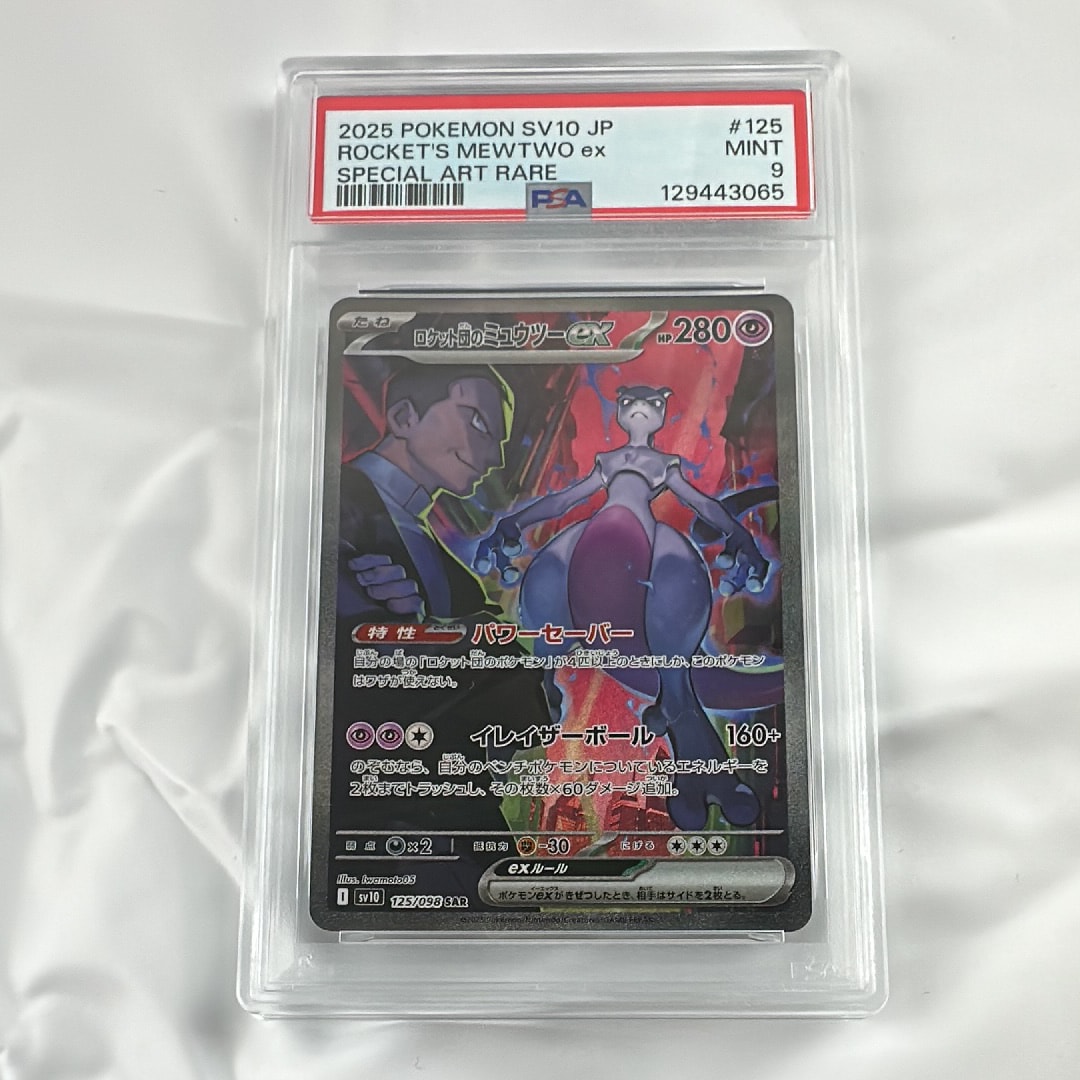 2025 POKEMON SV10 JP #125
ROCKET'S MEWTWO ex MINT
SPECIAL ART RARE 9
PSA 129443065
たね ロケット団のミュウツーex HP280
特性 パワーセーバー
自分の場の「ロケット団のポケモン」が4匹以上のときにしか、このポケモン
はワザが使えない。
イレイザーボール 160+
のぞむなら、自分のベンチポケモンについているエネルギーを
2枚までトラッシュし、その枚数×60ダメージ追加。
弱点 ×2 抵抗力 -30 にげる
exルール
ポケモンexがきぜつしたとき、相手はサイドを2枚とる。
Illus. iwamoto05
I sv10 125/098 SAR